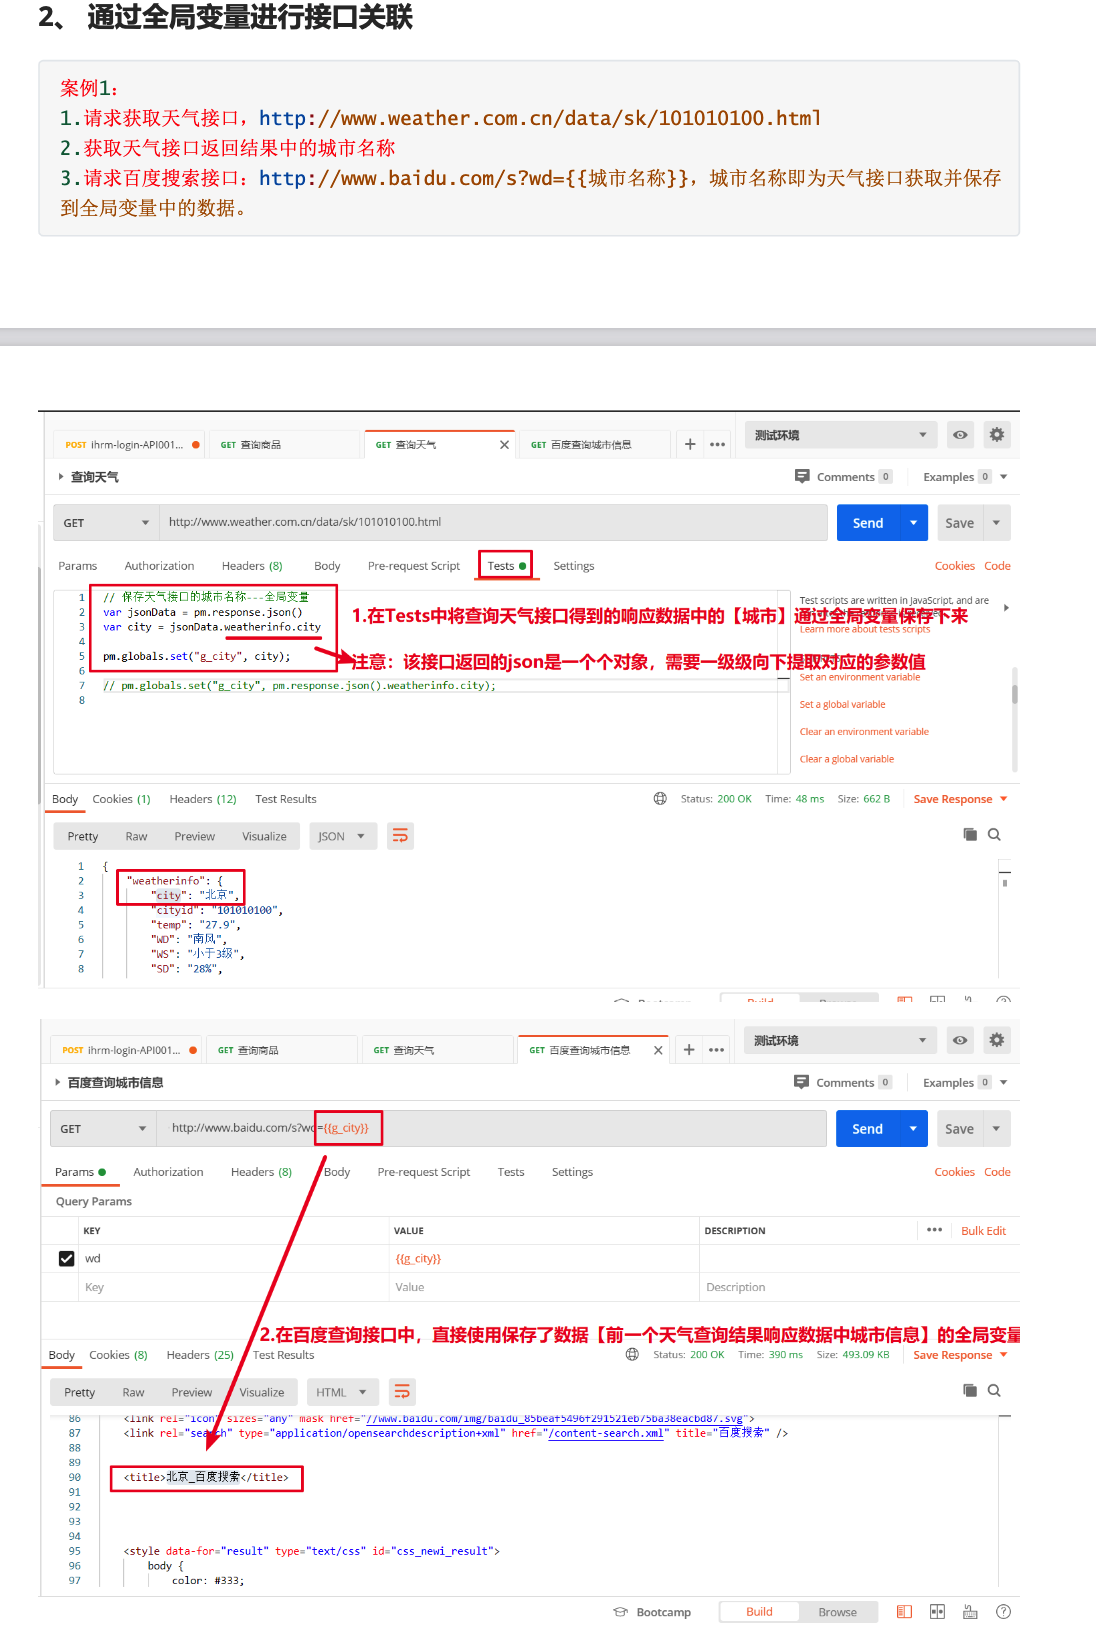 2、 通过全局变量进行接口关联
案例1：
1.请求获取天气接口，http://www.weather.com.cn/data/sk/101010100.html
2.获取天气接口返回结果中的城市名称
3.请求百度搜索接口：http://www.baidu.com/s?wd={{城市名称}}，城市名称即为天气接口获取并保存
到全局变量中的数据。
POST ihrm-login-API001... GET 查询商品 GET 查询天气 GET 百度查询城市信息 测试环境
查询天气 Comments 0 Examples 0
GET http://www.weather.com.cn/data/sk/101010100.html Send Save
Params Authorization Headers (8) Body Pre-request Script Tests Settings Cookies Code
1 // 保存天气接口的城市名称---全局变量
2 var jsonData = pm.response.json()
3 var city = jsonData.weatherinfo.city
4
5 pm.globals.set("g_city", city);
6
7 // pm.globals.set("g_city", pm.response.json().weatherinfo.city);
8
Test scripts are written in JavaScript, and are
1.在Tests中将查询天气接口得到的响应数据中的【城市】通过全局变量保存下来
Learn more about tests scripts
注意：该接口返回的json是一个个对象，需要一级级向下提取对应的参数值
Set an environment variable
Set a global variable
Clear an environment variable
Clear a global variable
Body Cookies (1) Headers (12) Test Results Status: 200 OK Time: 48 ms Size: 662 B Save Response
Pretty Raw Preview Visualize JSON
1 {
2 "weatherinfo": {
3 "city": "北京",
4 "cityid": "101010100",
5 "temp": "27.9",
6 "WD": "南风",
7 "WS": "小于3级",
8 "SD": "28%",
POST ihrm-login-API001... GET 查询商品 GET 查询天气 GET 百度查询城市信息 测试环境
百度查询城市信息 Comments 0 Examples 0
GET http://www.baidu.com/s?wd={{g_city}} Send Save
Params Authorization Headers (8) Body Pre-request Script Tests Settings Cookies Code
Query Params
KEY VALUE DESCRIPTION Bulk Edit
wd {{g_city}}
Key Value Description
2.在百度查询接口中，直接使用保存了数据【前一个天气查询结果响应数据中城市信息】的全局变量
Body Cookies (8) Headers (25) Test Results Status: 200 OK Time: 390 ms Size: 493.09 KB Save Response
Pretty Raw Preview Visualize HTML
86 <link rel="icon" sizes="any" mask href="//www.baidu.com/img/baidu_85beaf5496f291521eb75ba38eacbd87.svg">
87 <link rel="search" type="application/opensearchdescription+xml" href="/content-search.xml" title="百度搜索" />
88
89
90 <title>北京_百度搜索</title>
91
92
93
94
95 <style data-for="result" type="text/css" id="css_newi_result">
96 body {
97 color: #333;
Bootcamp Build Browse